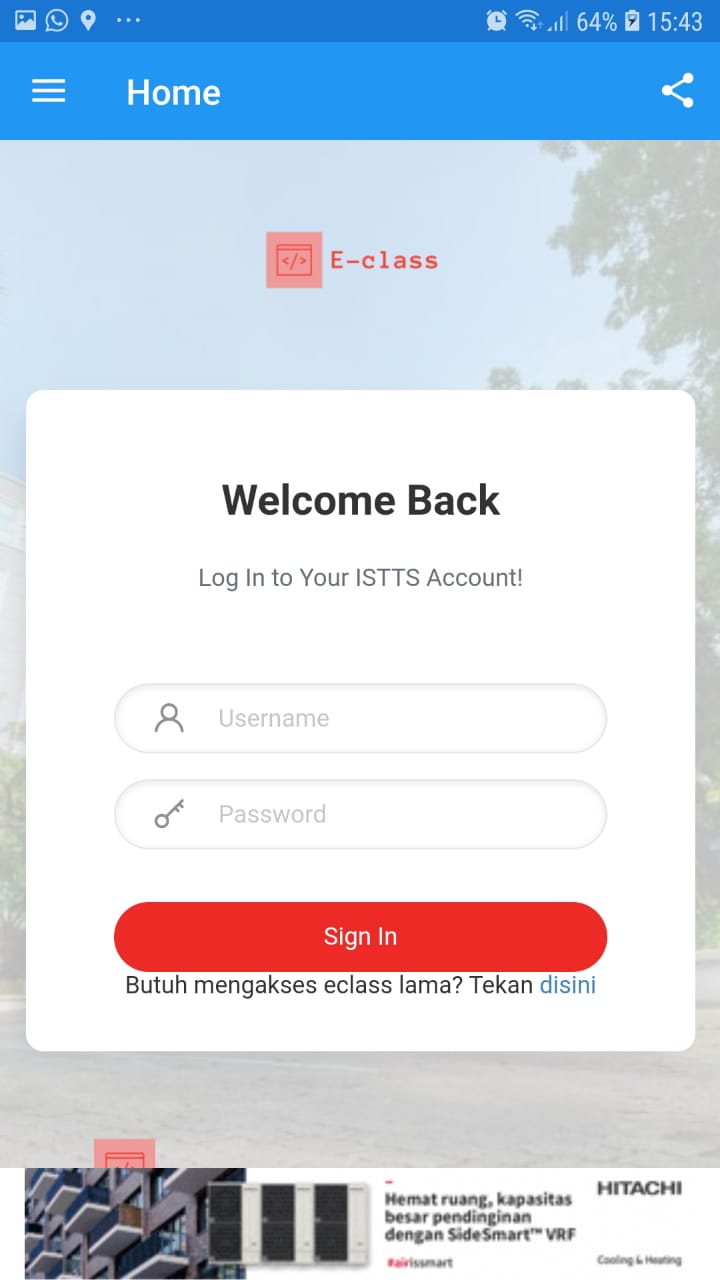 64% 15:43
Home
</> E-class
Welcome Back
Log In to Your ISTTS Account!
Username
Password
Sign In
Butuh mengakses eclass lama? Tekan disini
Hemat ruang, kapasitas
besar pendinginan
dengan SideSmart™ VRF
#airissmart
HITACHI
Cooling & Heating